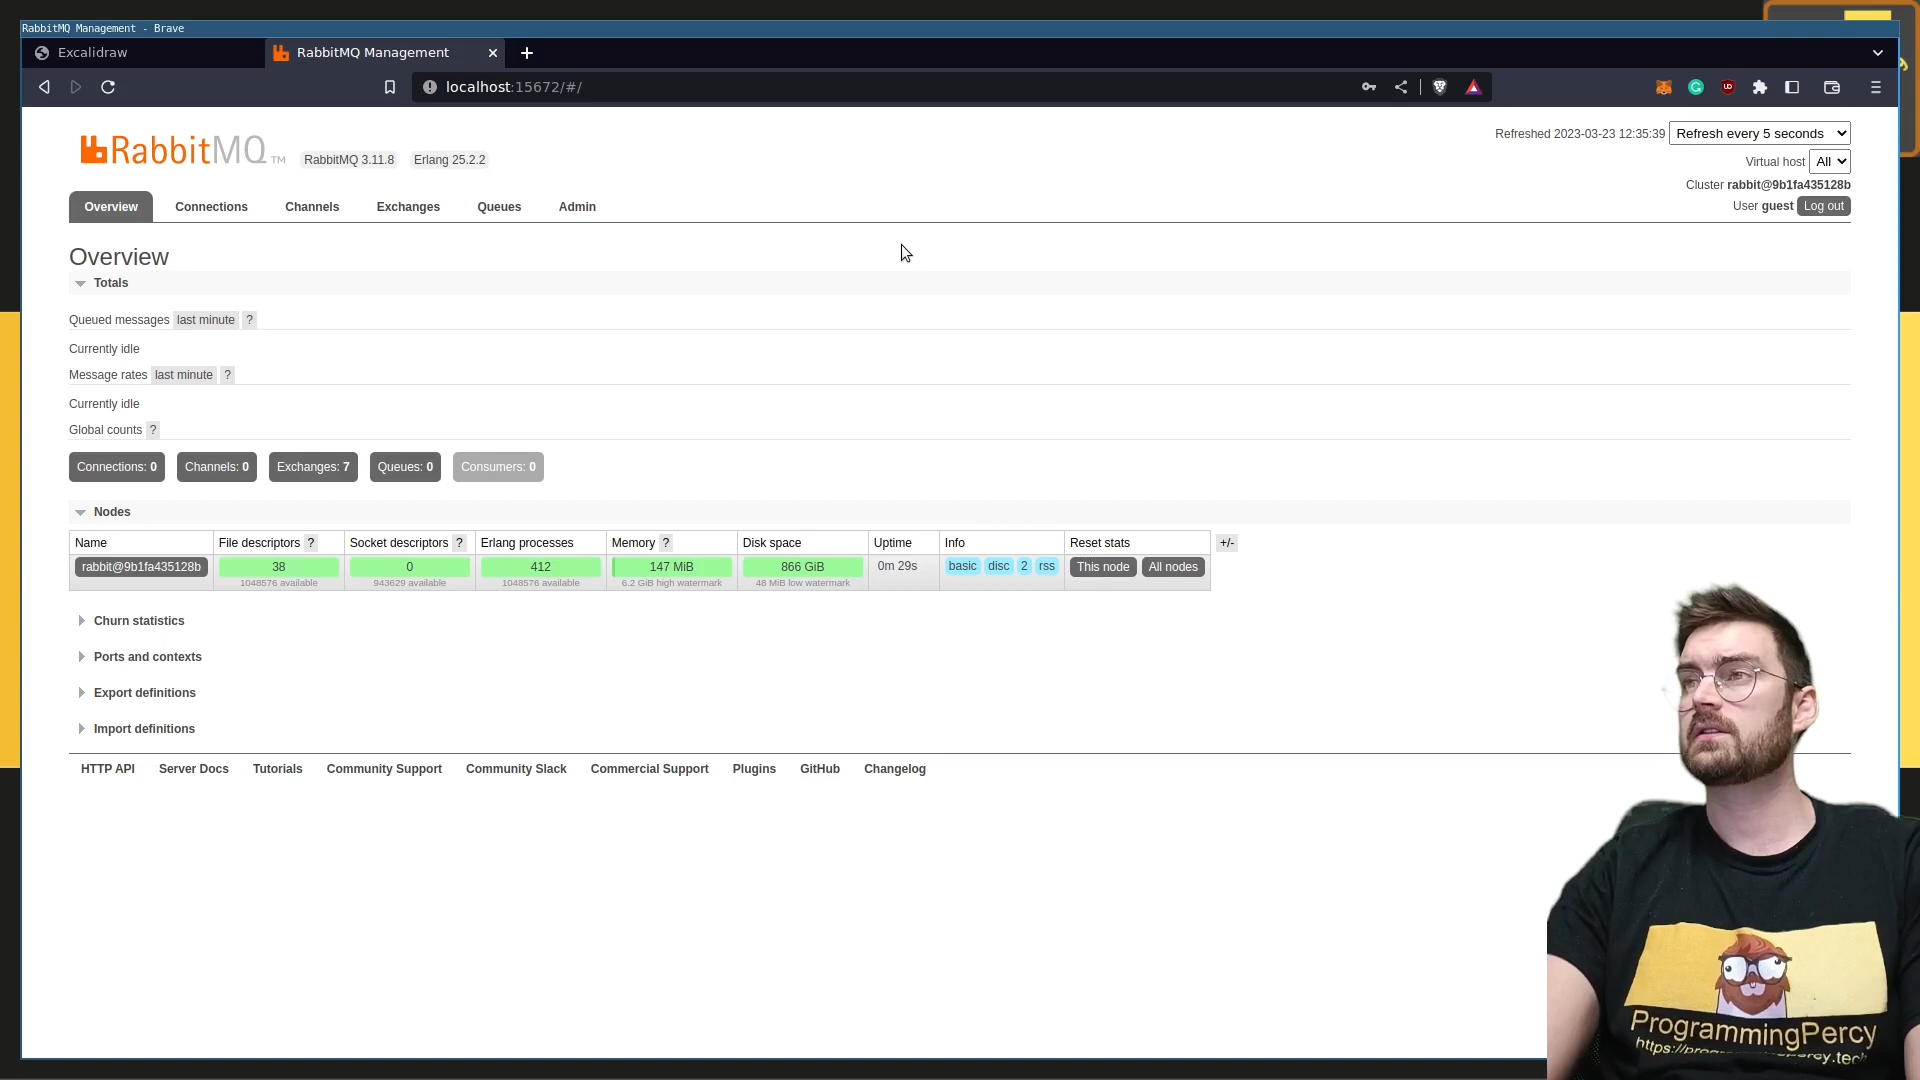 RabbitMQ Management - Brave
Excalidraw
RabbitMQ Management
localhost:15672/#/
RabbitMQ TM
RabbitMQ 3.11.8
Erlang 25.2.2
Refreshed 2023-03-23 12:35:39
Refresh every 5 seconds
Virtual host
All
Cluster rabbit@9b1fa435128b
User guest
Log out
Overview
Connections
Channels
Exchanges
Queues
Admin
Overview
Totals
Queued messages last minute ?
Currently idle
Message rates last minute ?
Currently idle
Global counts ?
Connections: 0
Channels: 0
Exchanges: 7
Queues: 0
Consumers: 0
Nodes
Name
File descriptors ?
Socket descriptors ?
Erlang processes
Memory ?
Disk space
Uptime
Info
Reset stats
+/-
rabbit@9b1fa435128b
38
1048576 available
0
943629 available
412
1048576 available
147 MiB
6.2 GiB high watermark
866 GiB
48 MiB low watermark
0m 29s
basic
disc
2
rss
This node
All nodes
Churn statistics
Ports and contexts
Export definitions
Import definitions
HTTP API
Server Docs
Tutorials
Community Support
Community Slack
Commercial Support
Plugins
GitHub
Changelog
ProgrammingPercy